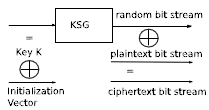 KSG
random bit stream
=
Key K
plaintext bit stream
=
Initialization
Vector
ciphertext bit stream